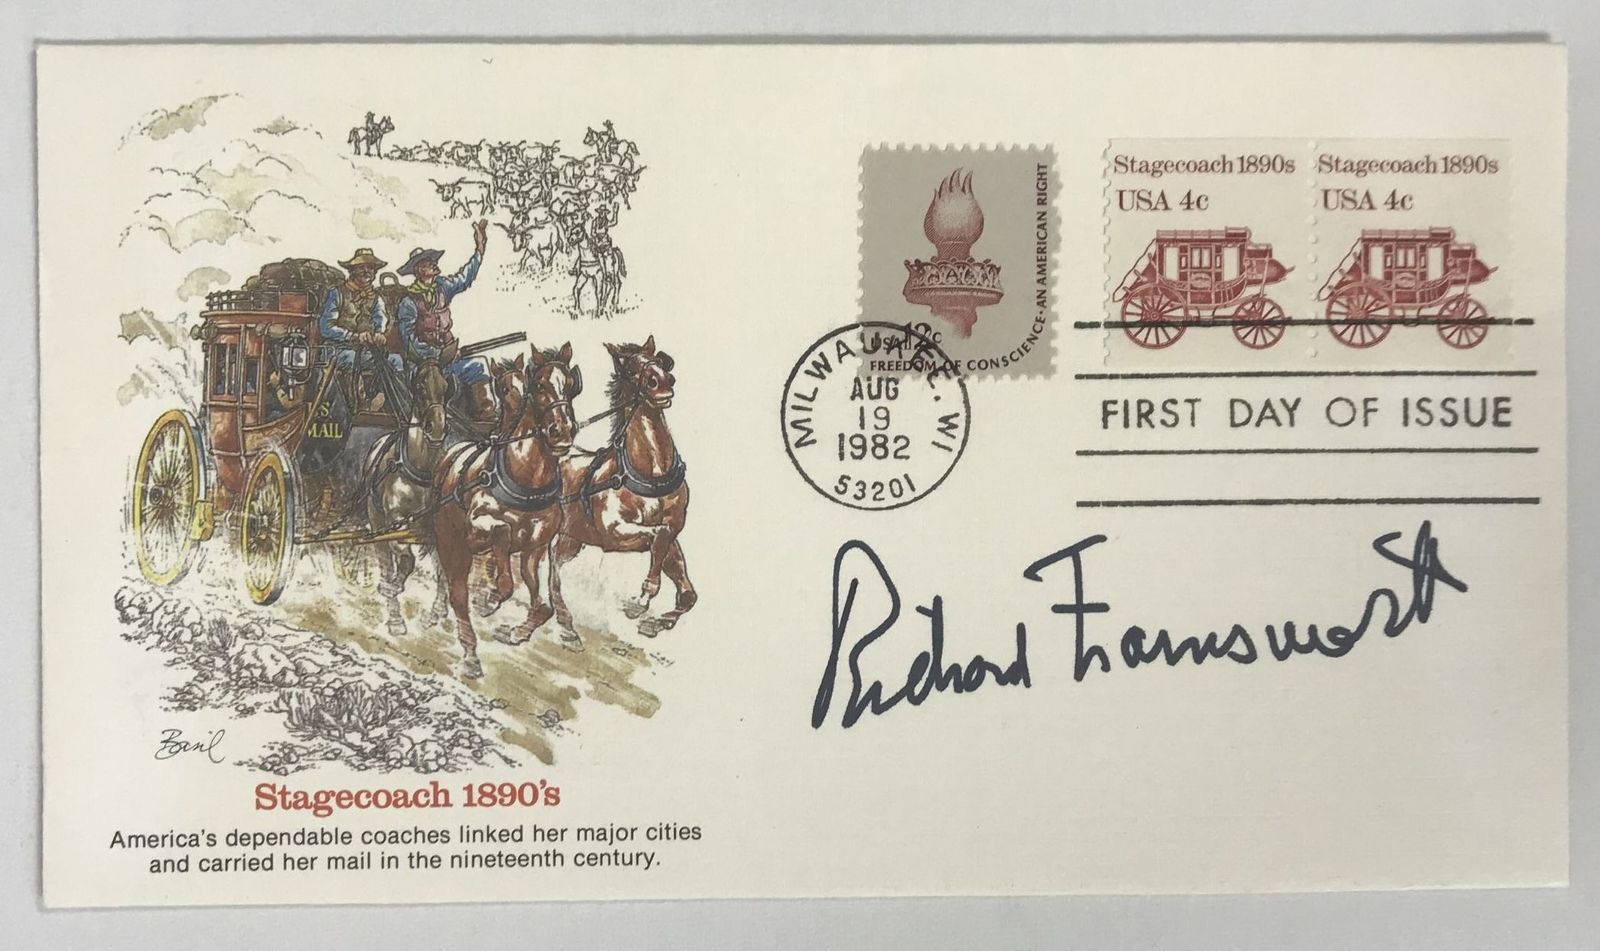 Stagecoach 1890s Stagecoach 1890s
USA 4c USA 4c
USA 12c
FREEDOM OF CONSCIENCE · AN AMERICAN RIGHT
MILWAUKEE, WI
AUG
19
1982
53201
FIRST DAY OF ISSUE
Richard Farnsworth
U.S.
MAIL
Stagecoach 1890's
America's dependable coaches linked her major cities
and carried her mail in the nineteenth century.